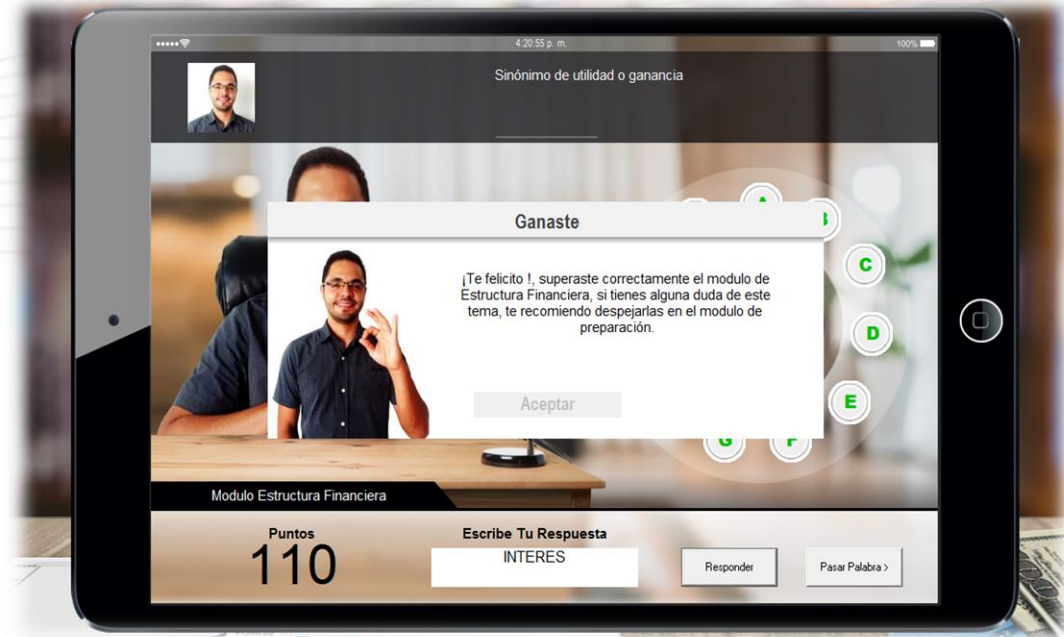 4:20:55 p. m.
100%
Sinónimo de utilidad o ganancia
A
B
C
D
E
F
G
Ganaste
¡Te felicito !, superaste correctamente el modulo de
Estructura Financiera, si tienes alguna duda de este
tema, te recomiendo despejarlas en el modulo de
preparación.
Aceptar
Modulo Estructura Financiera
Puntos
110
Escribe Tu Respuesta
INTERES
Responder
Pasar Palabra >